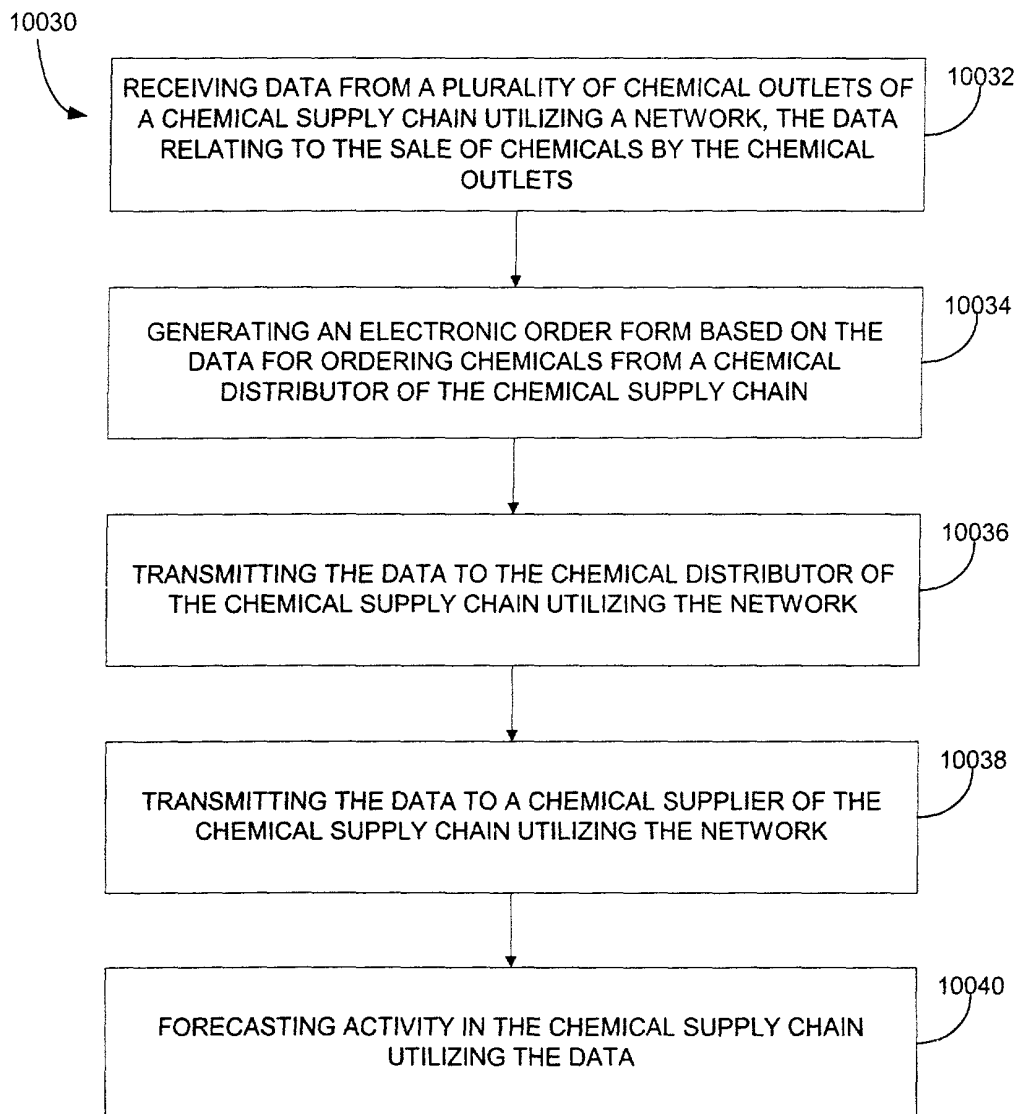 10030
10032
RECEIVING DATA FROM A PLURALITY OF CHEMICAL OUTLETS OF
A CHEMICAL SUPPLY CHAIN UTILIZING A NETWORK, THE DATA
RELATING TO THE SALE OF CHEMICALS BY THE CHEMICAL
OUTLETS
10034
GENERATING AN ELECTRONIC ORDER FORM BASED ON THE
DATA FOR ORDERING CHEMICALS FROM A CHEMICAL
DISTRIBUTOR OF THE CHEMICAL SUPPLY CHAIN
10036
TRANSMITTING THE DATA TO THE CHEMICAL DISTRIBUTOR OF
THE CHEMICAL SUPPLY CHAIN UTILIZING THE NETWORK
10038
TRANSMITTING THE DATA TO A CHEMICAL SUPPLIER OF THE
CHEMICAL SUPPLY CHAIN UTILIZING THE NETWORK
10040
FORECASTING ACTIVITY IN THE CHEMICAL SUPPLY CHAIN
UTILIZING THE DATA